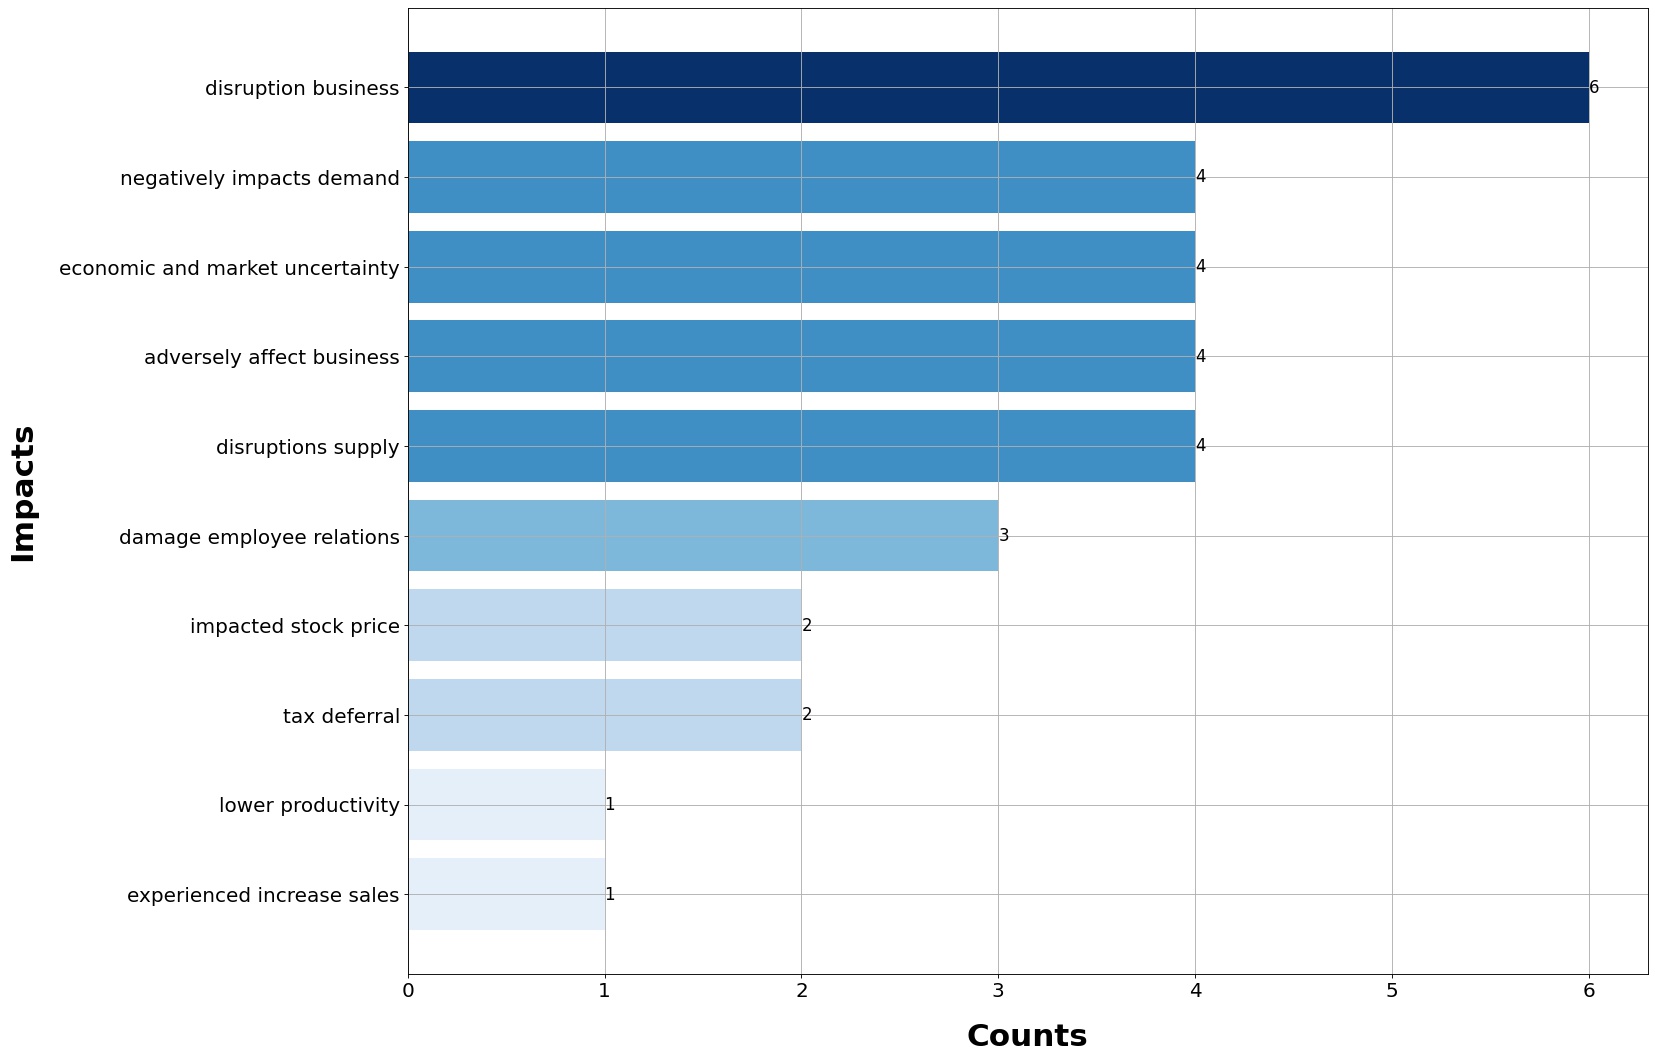 disruption business
6
negatively impacts demand
4
economic and market uncertainty
4
adversely affect business
4
disruptions supply
4
damage employee relations
3
impacted stock price
2
tax deferral
2
lower productivity
1
experienced increase sales
1
Impacts
0 1 2 3 4 5 6
Counts